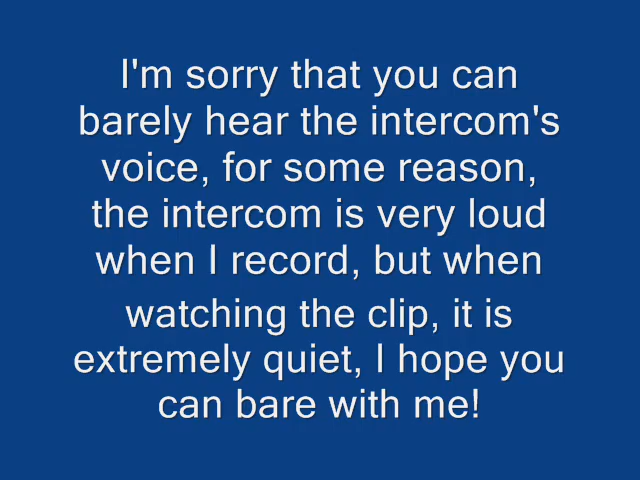 I'm sorry that you can
barely hear the intercom's
voice, for some reason,
the intercom is very loud
when I record, but when
watching the clip, it is
extremely quiet, I hope you
can bare with me!